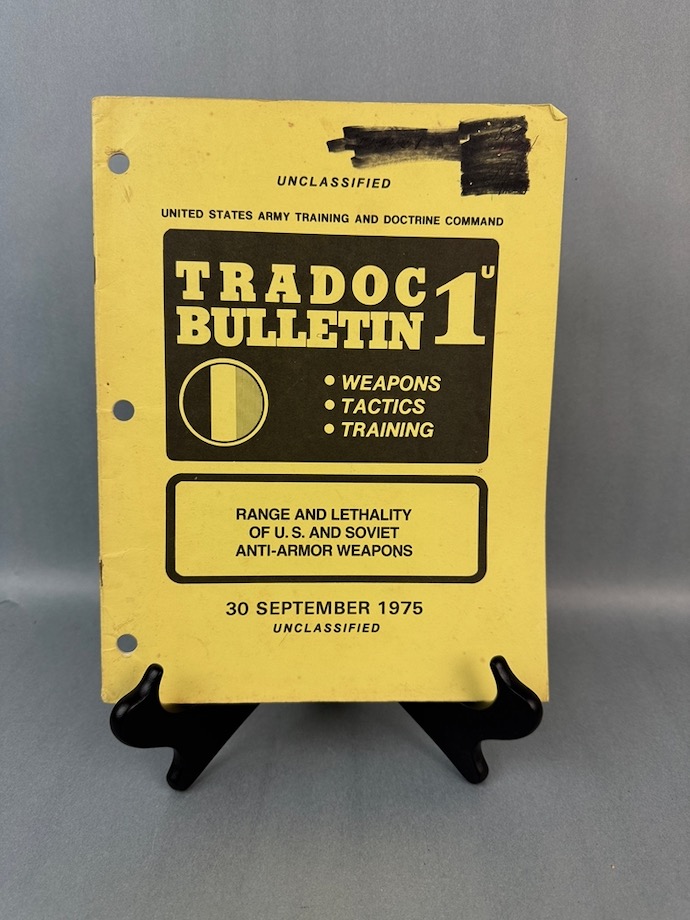 UNCLASSIFIED
UNITED STATES ARMY TRAINING AND DOCTRINE COMMAND
TRADOC
BULLETIN 1U
• WEAPONS
• TACTICS
• TRAINING
RANGE AND LETHALITY
OF U. S. AND SOVIET
ANTI-ARMOR WEAPONS
30 SEPTEMBER 1975
UNCLASSIFIED